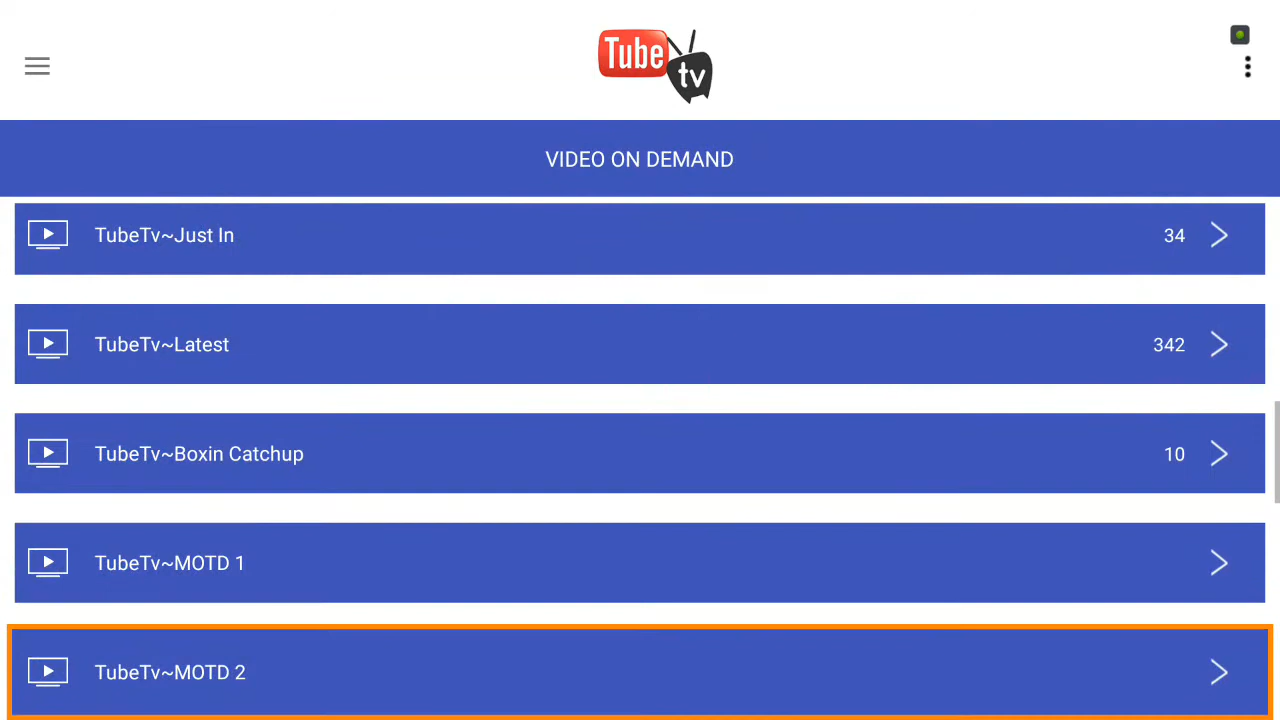 Tube
tv
VIDEO ON DEMAND
TubeTv~Just In 34
TubeTv~Latest 342
TubeTv~Boxin Catchup 10
TubeTv~MOTD 1
TubeTv~MOTD 2